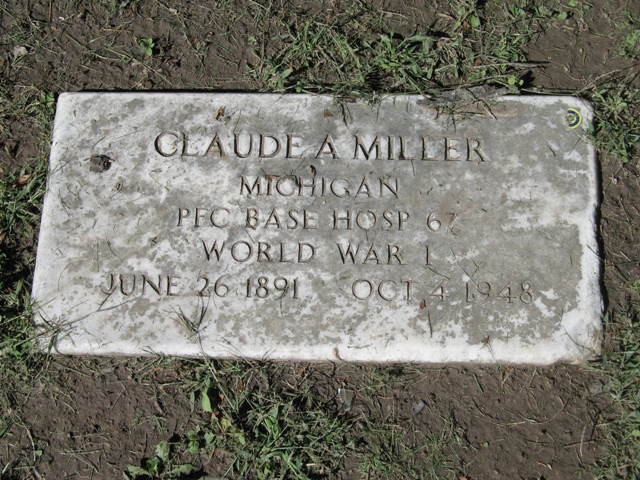 CLAUDE A MILLER
MICHIGAN
PFC BASE HOSP 67
WORLD WAR I
JUNE 26 1891 OCT 4 1948